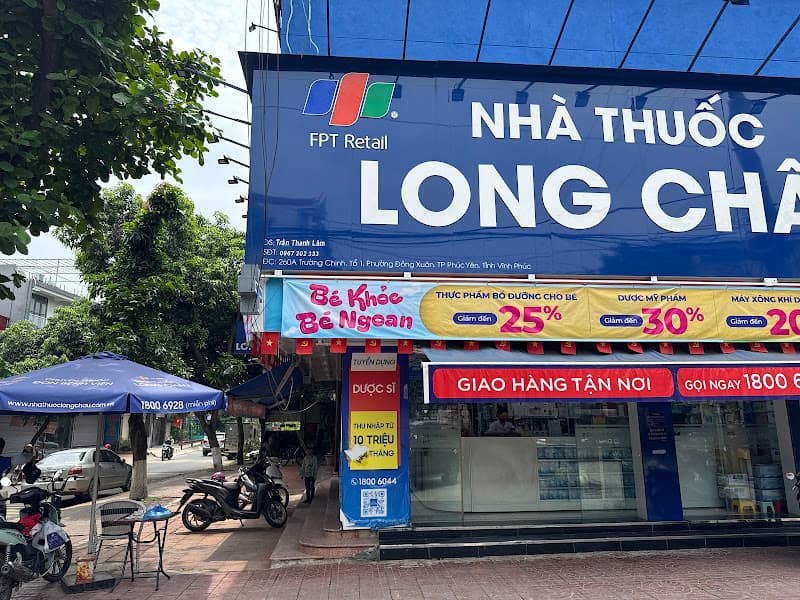 FPT Retail
NHÀ THUỐC
LONG CHÂ
DS: Trần Thanh Lâm
SĐT: 0967 202 333
ĐC: 260A Trường Chinh, Tổ 1, Phường Đồng Xuân, TP Phúc Yên, Tỉnh Vĩnh Phúc
Bé Khỏe
Bé Ngoan
THỰC PHẨM BỔ DƯỠNG CHO BÉ
Giảm đến 25%
DƯỢC MỸ PHẨM
Giảm đến 30%
MÁY XÔNG KHÍ D
Giảm đến 20
GIAO HÀNG TẬN NƠI
GỌI NGAY 1800 6
TUYỂN DỤNG
DƯỢC SĨ
THU NHẬP TỪ
10 TRIỆU
THÁNG
1800 6044
LO
www.nhathuoclongchau.com.vn
1800 6928 (miễn phí)